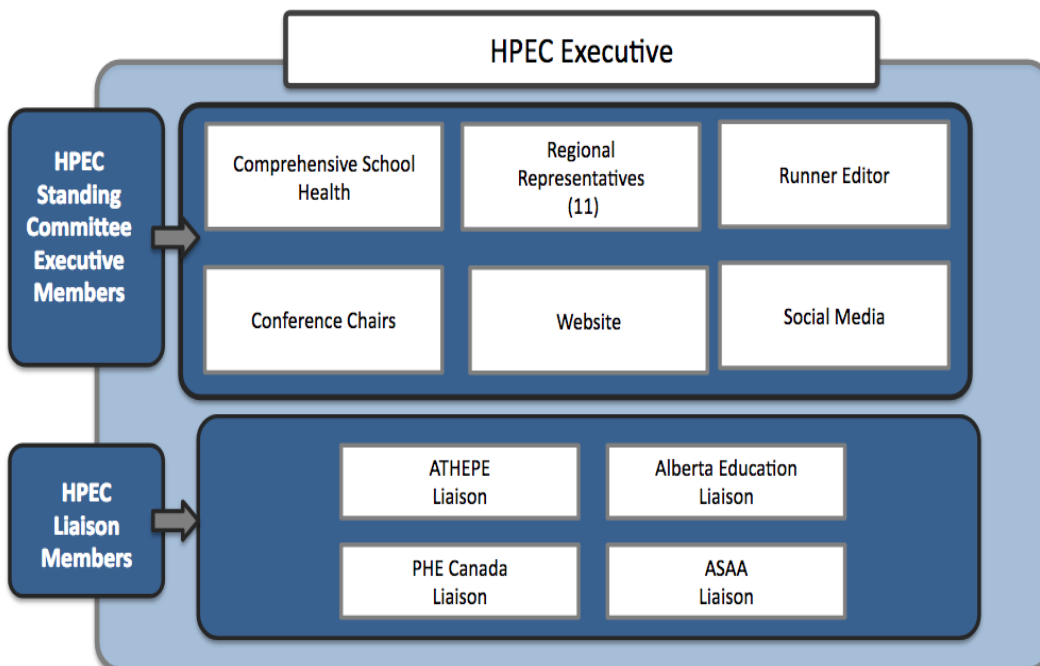 HPEC Executive
HPEC
Standing
Committee
Executive
Members
Comprehensive School
Health
Regional
Representatives
(11)
Runner Editor
Conference Chairs
Website
Social Media
HPEC
Liaison
Members
ATHEPE
Liaison
Alberta Education
Liaison
PHE Canada
Liaison
ASAA
Liaison